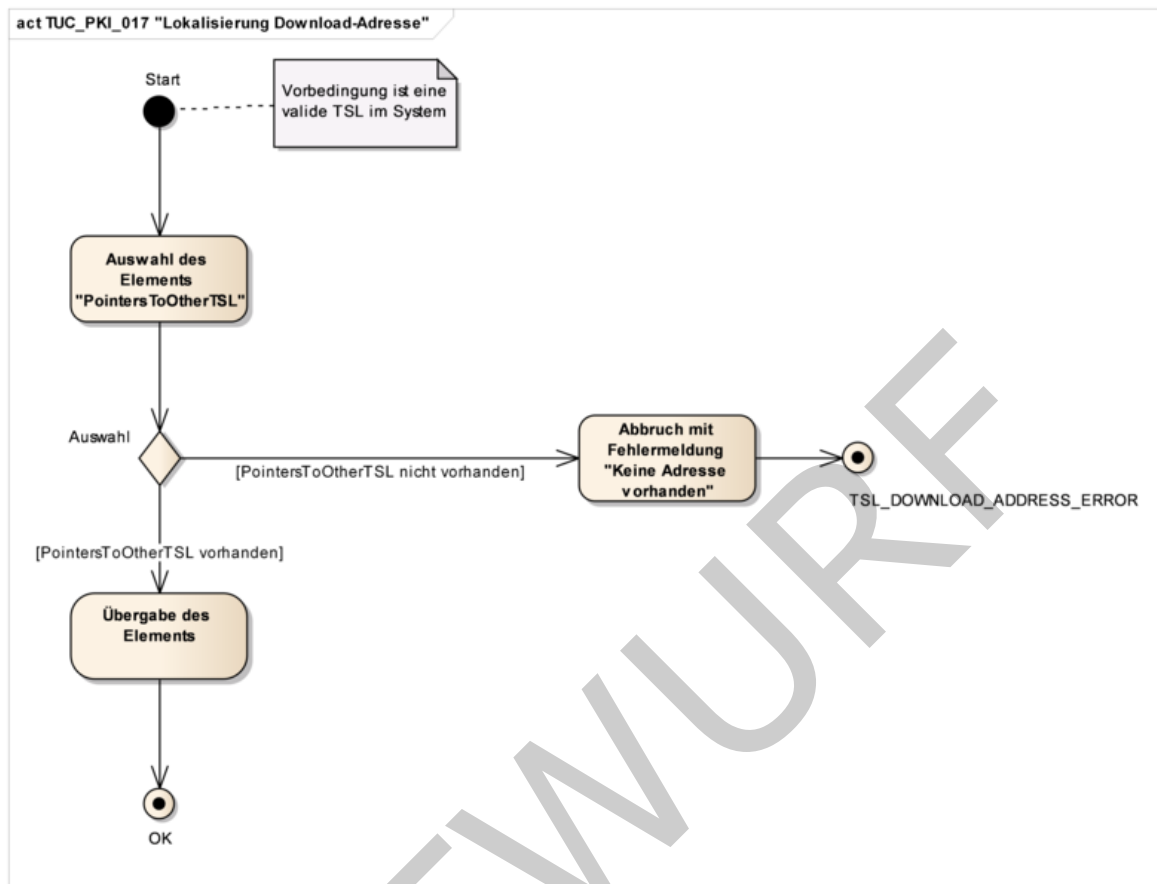 act TUC_PKI_017 "Lokalisierung Download-Adresse"
Start
Vorbedingung ist eine
valide TSL im System
Auswahl des
Elements
"PointersToOtherTSL"
Auswahl
[PointersToOtherTSL nicht vorhanden]
Abbruch mit
Fehlermeldung
"Keine Adresse
vorhanden"
TSL_DOWNLOAD_ADDRESS_ERROR
[PointersToOtherTSL vorhanden]
Übergabe des
Elements
OK
TWURF